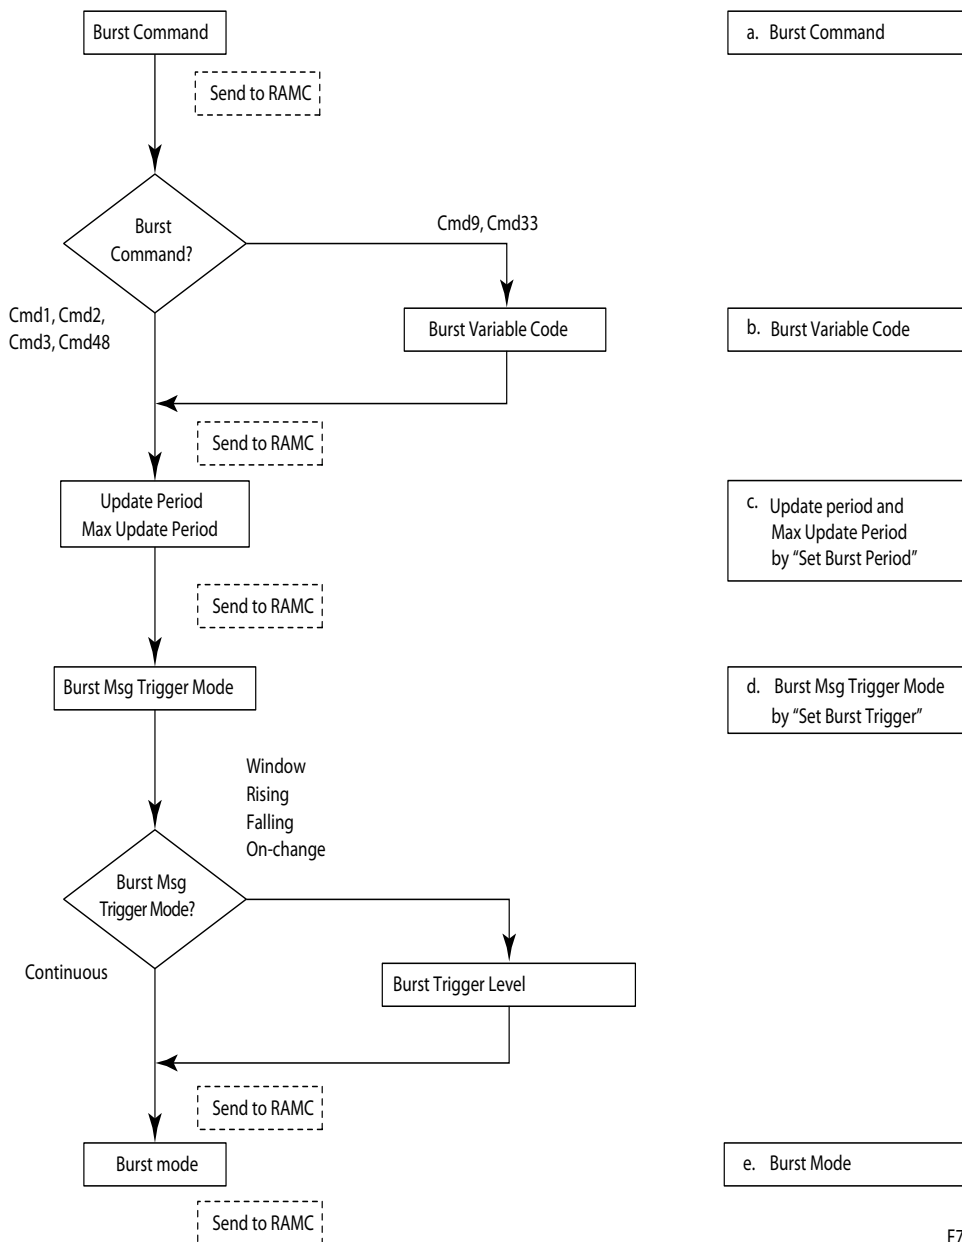 Burst Command
a. Burst Command
Send to RAMC
Burst
Command?
Cmd9, Cmd33
Cmd1, Cmd2,
Cmd3, Cmd48
Burst Variable Code
b. Burst Variable Code
Send to RAMC
Update Period
Max Update Period
c. Update period and
Max Update Period
by “Set Burst Period”
Send to RAMC
Burst Msg Trigger Mode
d. Burst Msg Trigger Mode
by “Set Burst Trigger”
Window
Rising
Falling
On-change
Burst Msg
Trigger Mode?
Continuous
Burst Trigger Level
Send to RAMC
Burst mode
e. Burst Mode
Send to RAMC
F7